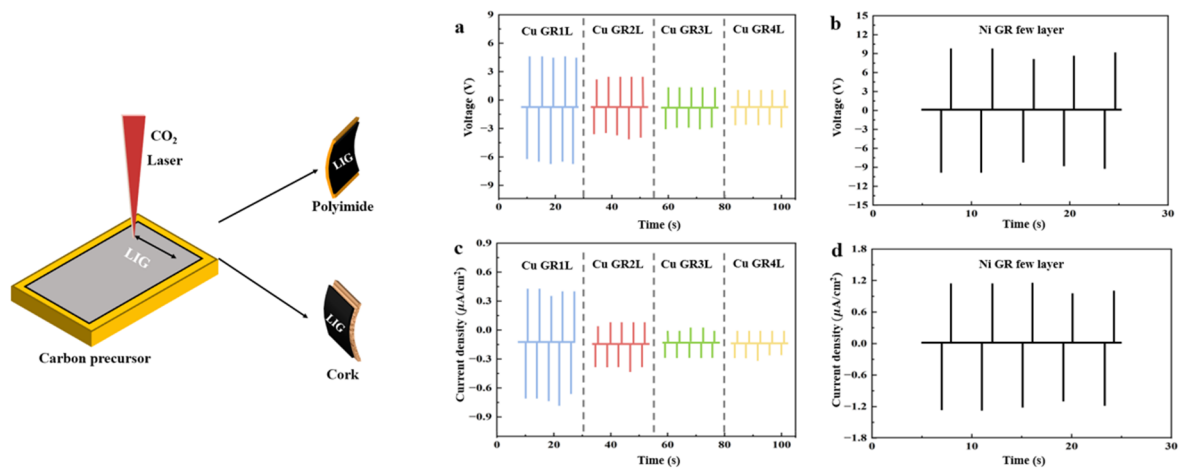 CO2
Laser
LIG
Carbon precursor
LIG
Polyimide
LIG
Cork
a
Cu GR1L Cu GR2L Cu GR3L Cu GR4L
Voltage (V)
9
6
3
0
−3
−6
−9
0 20 40 60 80 100
Time (s)
b
Ni GR few layer
Voltage (V)
15
12
9
6
3
0
−3
−6
−9
−12
−15
0 10 20 30
Time (s)
c
Cu GR1L Cu GR2L Cu GR3L Cu GR4L
Current density (μA/cm²)
0.9
0.6
0.3
0.0
−0.3
−0.6
−0.9
0 20 40 60 80 100
Time (s)
d
Ni GR few layer
Current density (μA/cm²)
1.8
1.2
0.6
0.0
−0.6
−1.2
−1.8
0 10 20 30
Time (s)